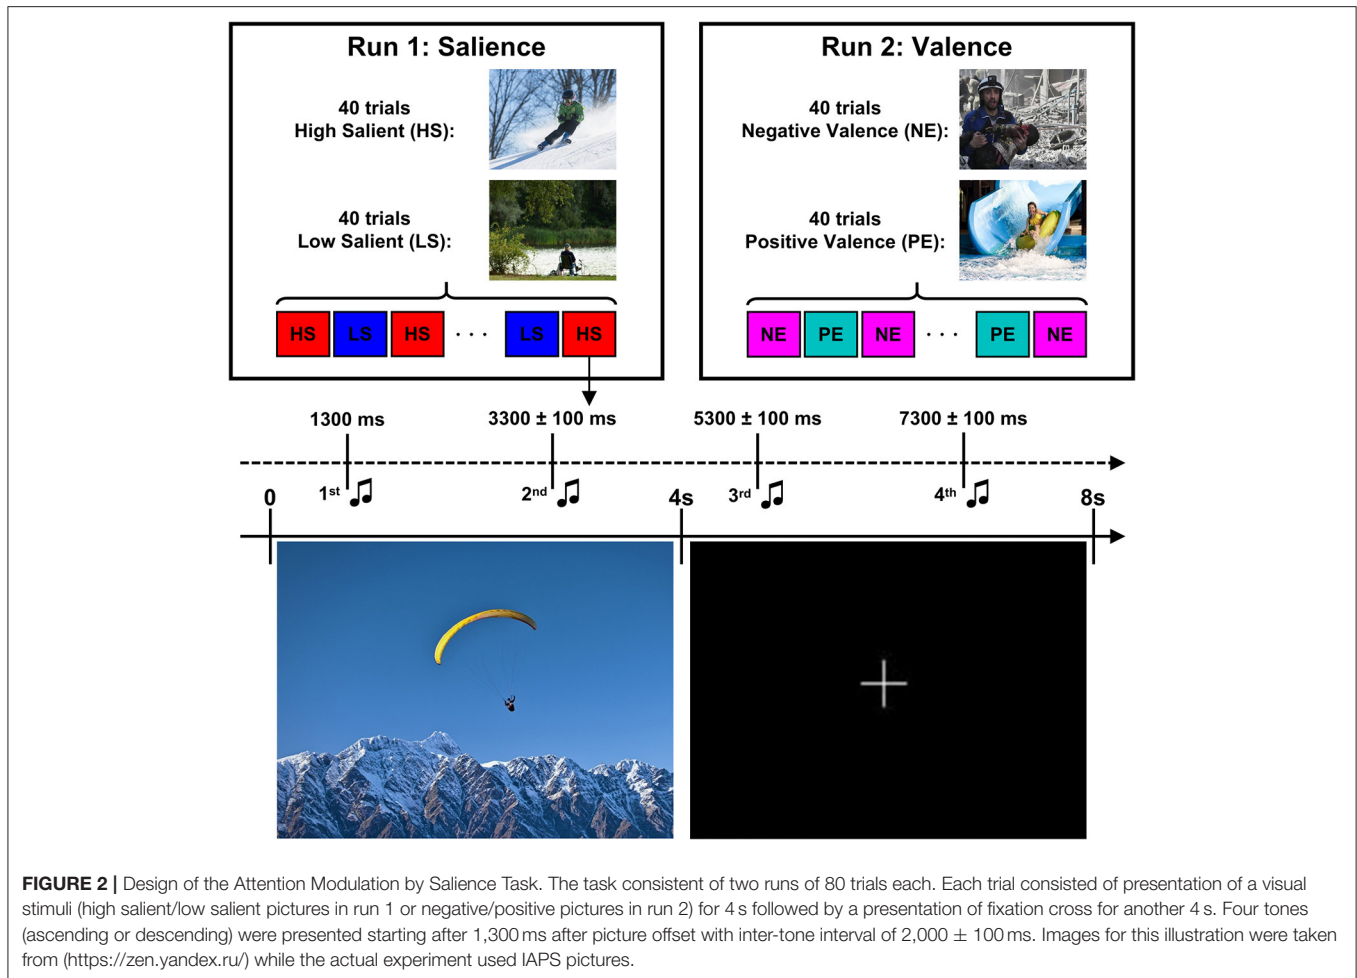 Run 1: Salience
40 trials
High Salient (HS):
40 trials
Low Salient (LS):
HS LS HS · · · LS HS
Run 2: Valence
40 trials
Negative Valence (NE):
40 trials
Positive Valence (PE):
NE PE NE · · · PE NE
1300 ms 3300 ± 100 ms 5300 ± 100 ms 7300 ± 100 ms
0 1st 2nd 4s 3rd 4th 8s
FIGURE 2 | Design of the Attention Modulation by Salience Task. The task consistent of two runs of 80 trials each. Each trial consisted of presentation of a visual
stimuli (high salient/low salient pictures in run 1 or negative/positive pictures in run 2) for 4 s followed by a presentation of fixation cross for another 4 s. Four tones
(ascending or descending) were presented starting after 1,300 ms after picture offset with inter-tone interval of 2,000 ± 100 ms. Images for this illustration were taken
from (https://zen.yandex.ru/) while the actual experiment used IAPS pictures.